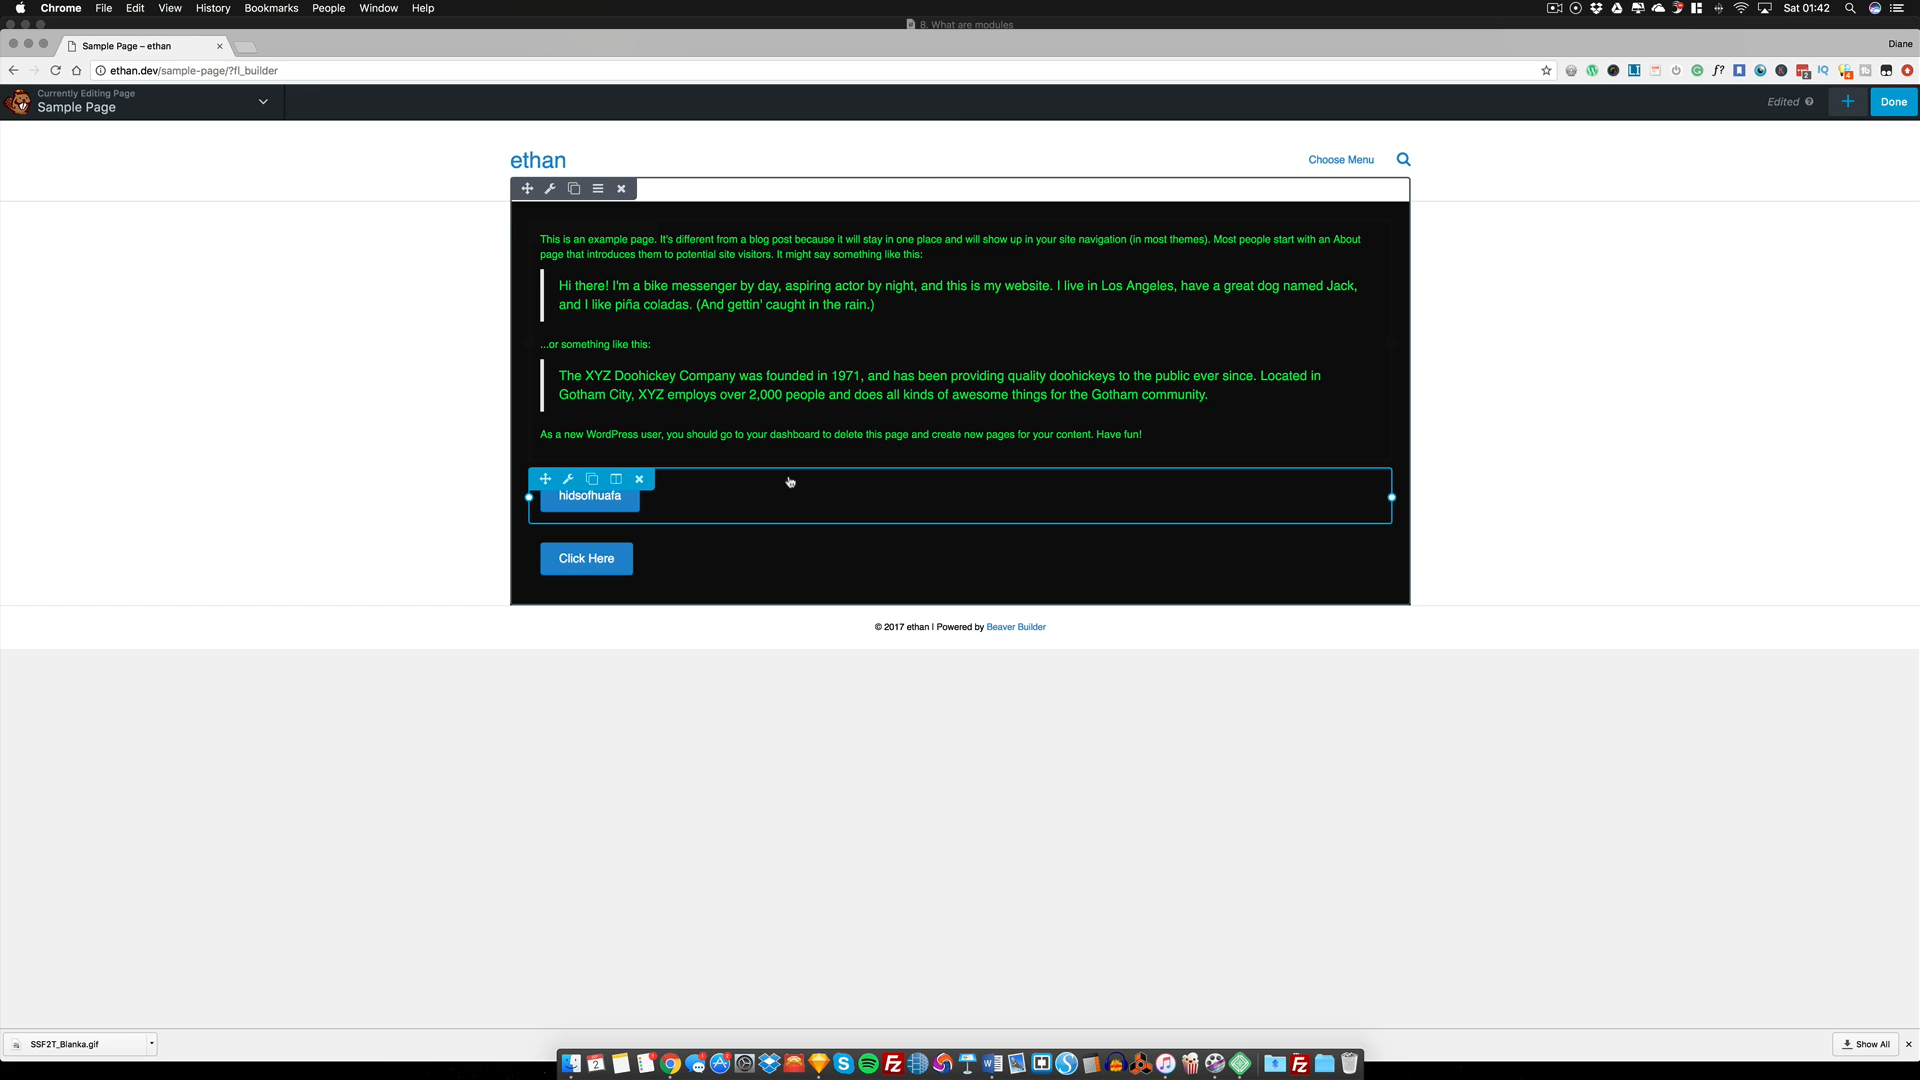 Chrome File Edit View History Bookmarks People Window Help
Sat 01:42
8. What are modules
Sample Page – ethan
Diane
ethan.dev/sample-page/?fl_builder
Currently Editing Page
Sample Page
Edited
Done
ethan
Choose Menu
This is an example page. It's different from a blog post because it will stay in one place and will show up in your site navigation (in most themes). Most people start with an About
page that introduces them to potential site visitors. It might say something like this:
Hi there! I'm a bike messenger by day, aspiring actor by night, and this is my website. I live in Los Angeles, have a great dog named Jack,
and I like piña coladas. (And gettin' caught in the rain.)
...or something like this:
The XYZ Doohickey Company was founded in 1971, and has been providing quality doohickeys to the public ever since. Located in
Gotham City, XYZ employs over 2,000 people and does all kinds of awesome things for the Gotham community.
As a new WordPress user, you should go to your dashboard to delete this page and create new pages for your content. Have fun!
hidsofhuafa
Click Here
© 2017 ethan | Powered by Beaver Builder
SSF2T_Blanka.gif
Show All